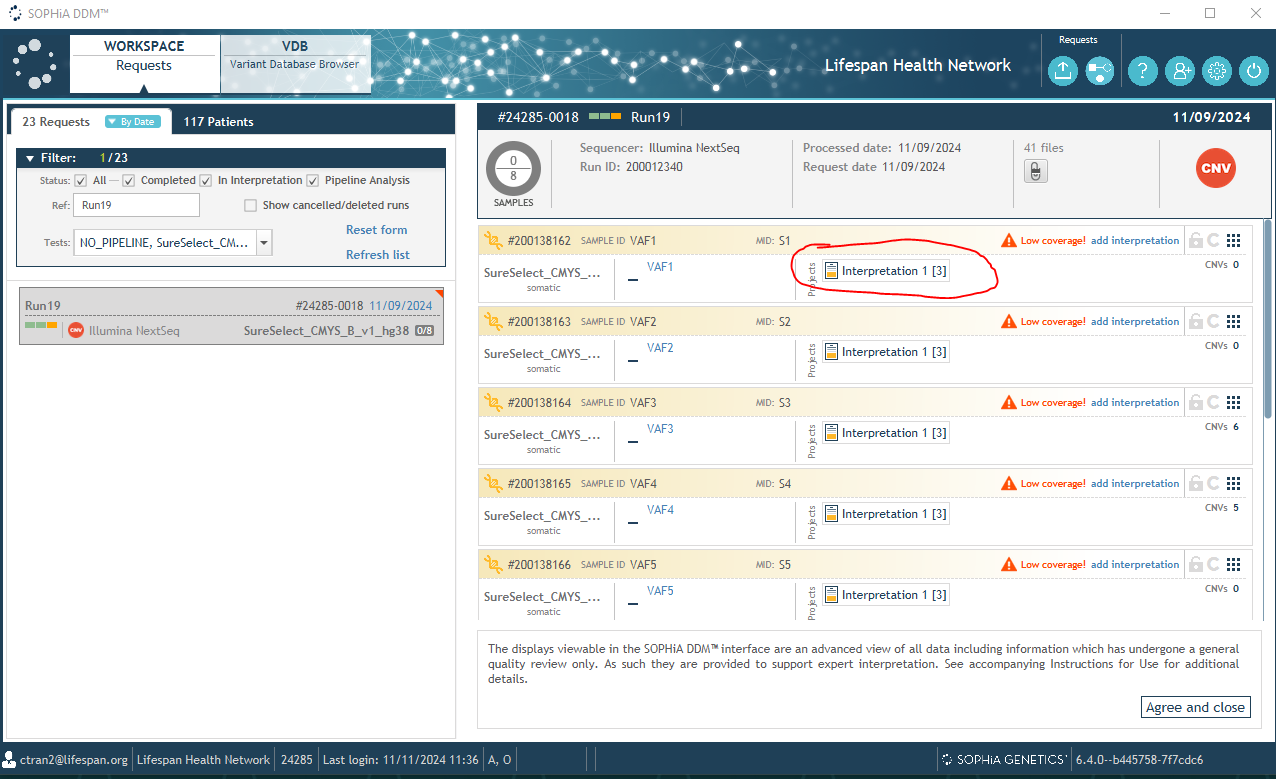 SOPHiA DDM™
WORKSPACE
Requests
VDB
Variant Database Browser
Lifespan Health Network
Requests
?
23 Requests
By Date
117 Patients
Filter: 1/23
Status: All Completed In Interpretation Pipeline Analysis
Ref: Run19
Show cancelled/deleted runs
Tests: NO_PIPELINE, SureSelect_CM...
Reset form
Refresh list
Run19 #24285-0018 11/09/2024
CNV Illumina NextSeq SureSelect_CMYS_B_v1_hg38 0/8
#24285-0018 Run19 11/09/2024
0
8
SAMPLES
Sequencer: Illumina NextSeq
Run ID: 200012340
Processed date: 11/09/2024
Request date 11/09/2024
41 files
CNV
#200138162 SAMPLE ID VAF1 MID: S1 Low coverage! add interpretation C
SureSelect_CMYS_...
somatic
VAF1
Projects
Interpretation 1 [3]
CNVs 0
#200138163 SAMPLE ID VAF2 MID: S2 Low coverage! add interpretation C
SureSelect_CMYS_...
somatic
VAF2
Projects
Interpretation 1 [3]
CNVs 0
#200138164 SAMPLE ID VAF3 MID: S3 Low coverage! add interpretation C
SureSelect_CMYS_...
somatic
VAF3
Projects
Interpretation 1 [3]
CNVs 6
#200138165 SAMPLE ID VAF4 MID: S4 Low coverage! add interpretation C
SureSelect_CMYS_...
somatic
VAF4
Projects
Interpretation 1 [3]
CNVs 5
#200138166 SAMPLE ID VAF5 MID: S5 Low coverage! add interpretation C
SureSelect_CMYS_...
somatic
VAF5
Projects
Interpretation 1 [3]
CNVs 0
The displays viewable in the SOPHiA DDM™ interface are an advanced view of all data including information which has undergone a general
quality review only. As such they are provided to support expert interpretation. See accompanying Instructions for Use for additional
details.
Agree and close
ctran2@lifespan.org Lifespan Health Network 24285 Last login: 11/11/2024 11:36 A, O SOPHiA GENETICS 6.4.0--b445758-7f7cdc6